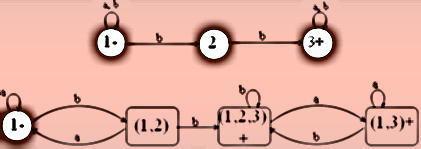 a, b a, b
1- b 2 b 3+
a b b a a
1- (1,2) b (1,2,3) + (1,3)+
a b